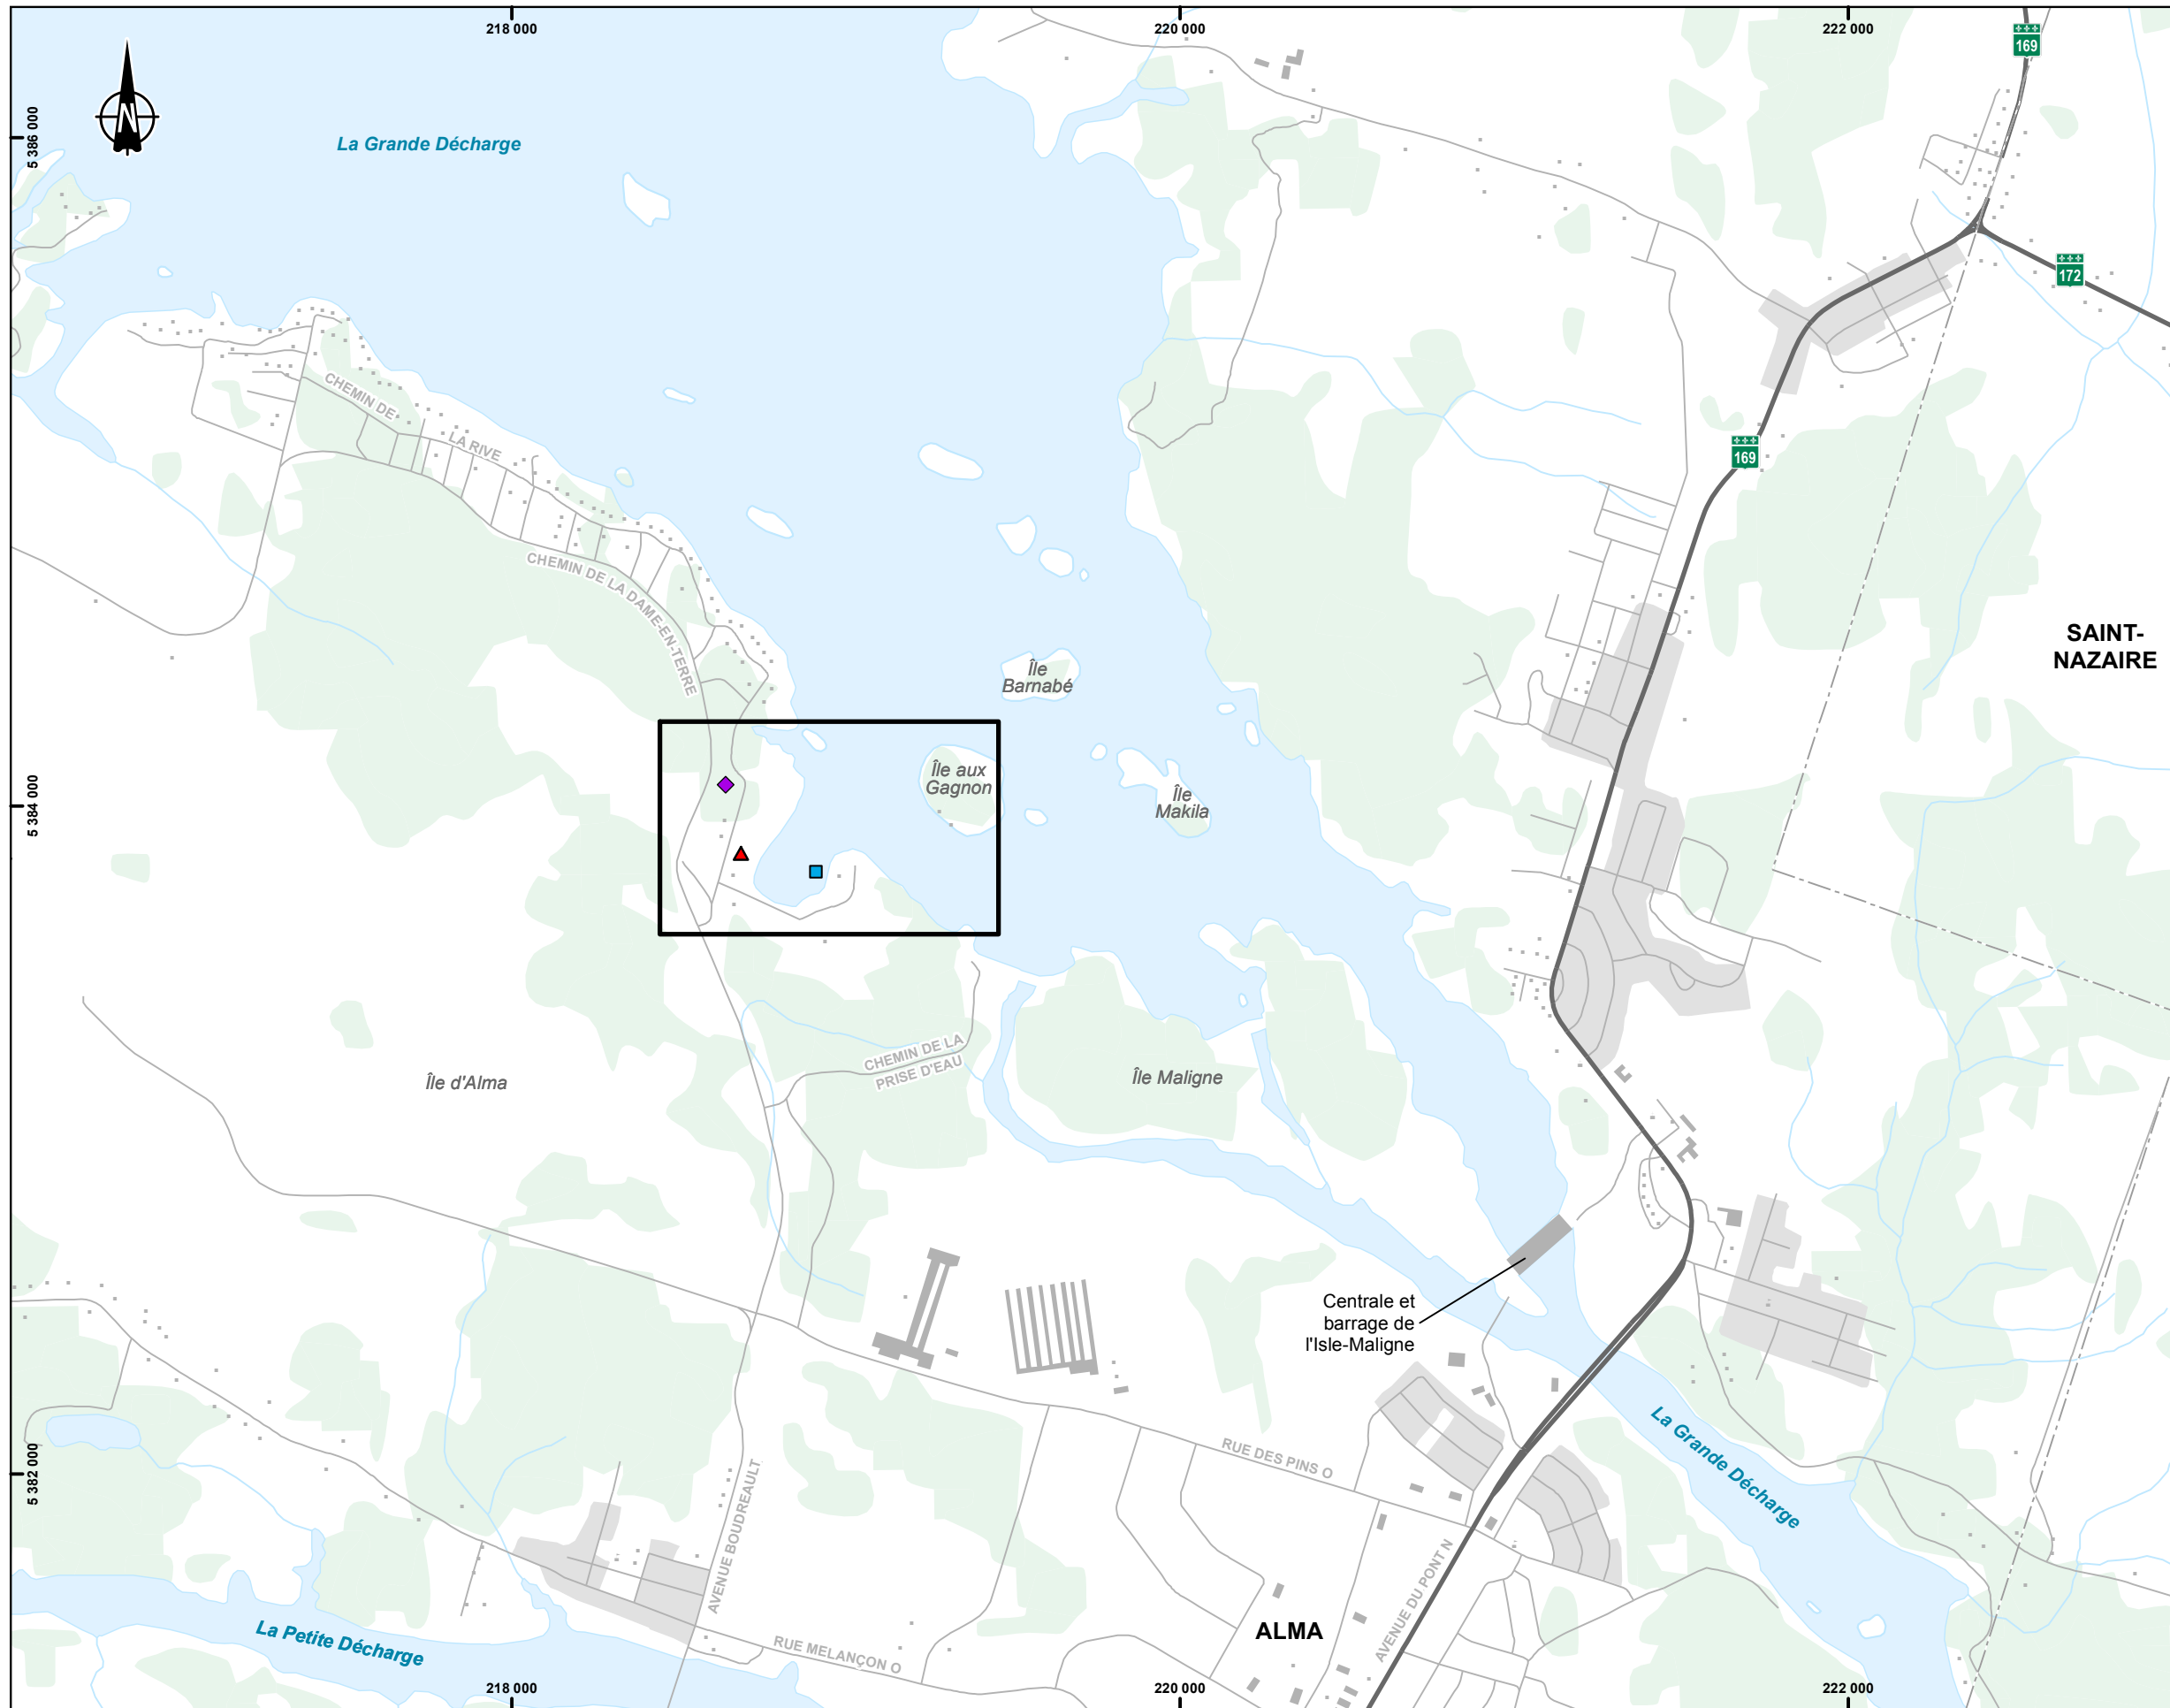 218 000
220 000
222 000
169
N
5 386 000
La Grande Décharge
172
CHEMIN DE
LA RIVE
169
CHEMIN DE LA DAME-EN-TERRE
SAINT-
NAZAIRE
Île
Barnabé
Île aux
Gagnon
Île
Makila
5 384 000
CHEMIN DE LA
PRISE D'EAU
Île d'Alma
Île Maligne
Centrale et
barrage de
l'Isle-Maligne
La Grande Décharge
RUE DES PINS O
5 382 000
AVENUE BOUDREAULT
AVENUE DU PONT N
La Petite Décharge
ALMA
RUE MELANÇON O
218 000
220 000
222 000